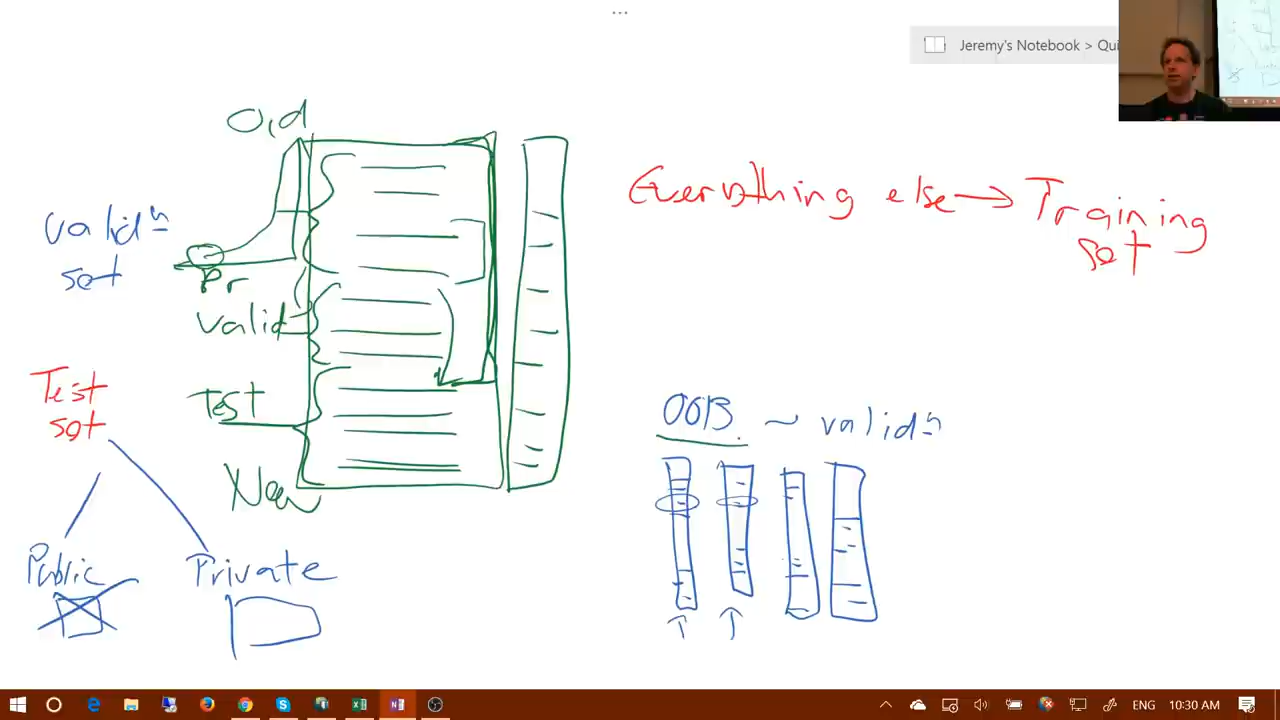 Jeremy's Notebook > Qui
Old
Everything else → Training
set
valid=n
set
Pr
valid
Test
set
Test
New
OOB ~ valid=n
Public
Private
ENG
10:30 AM